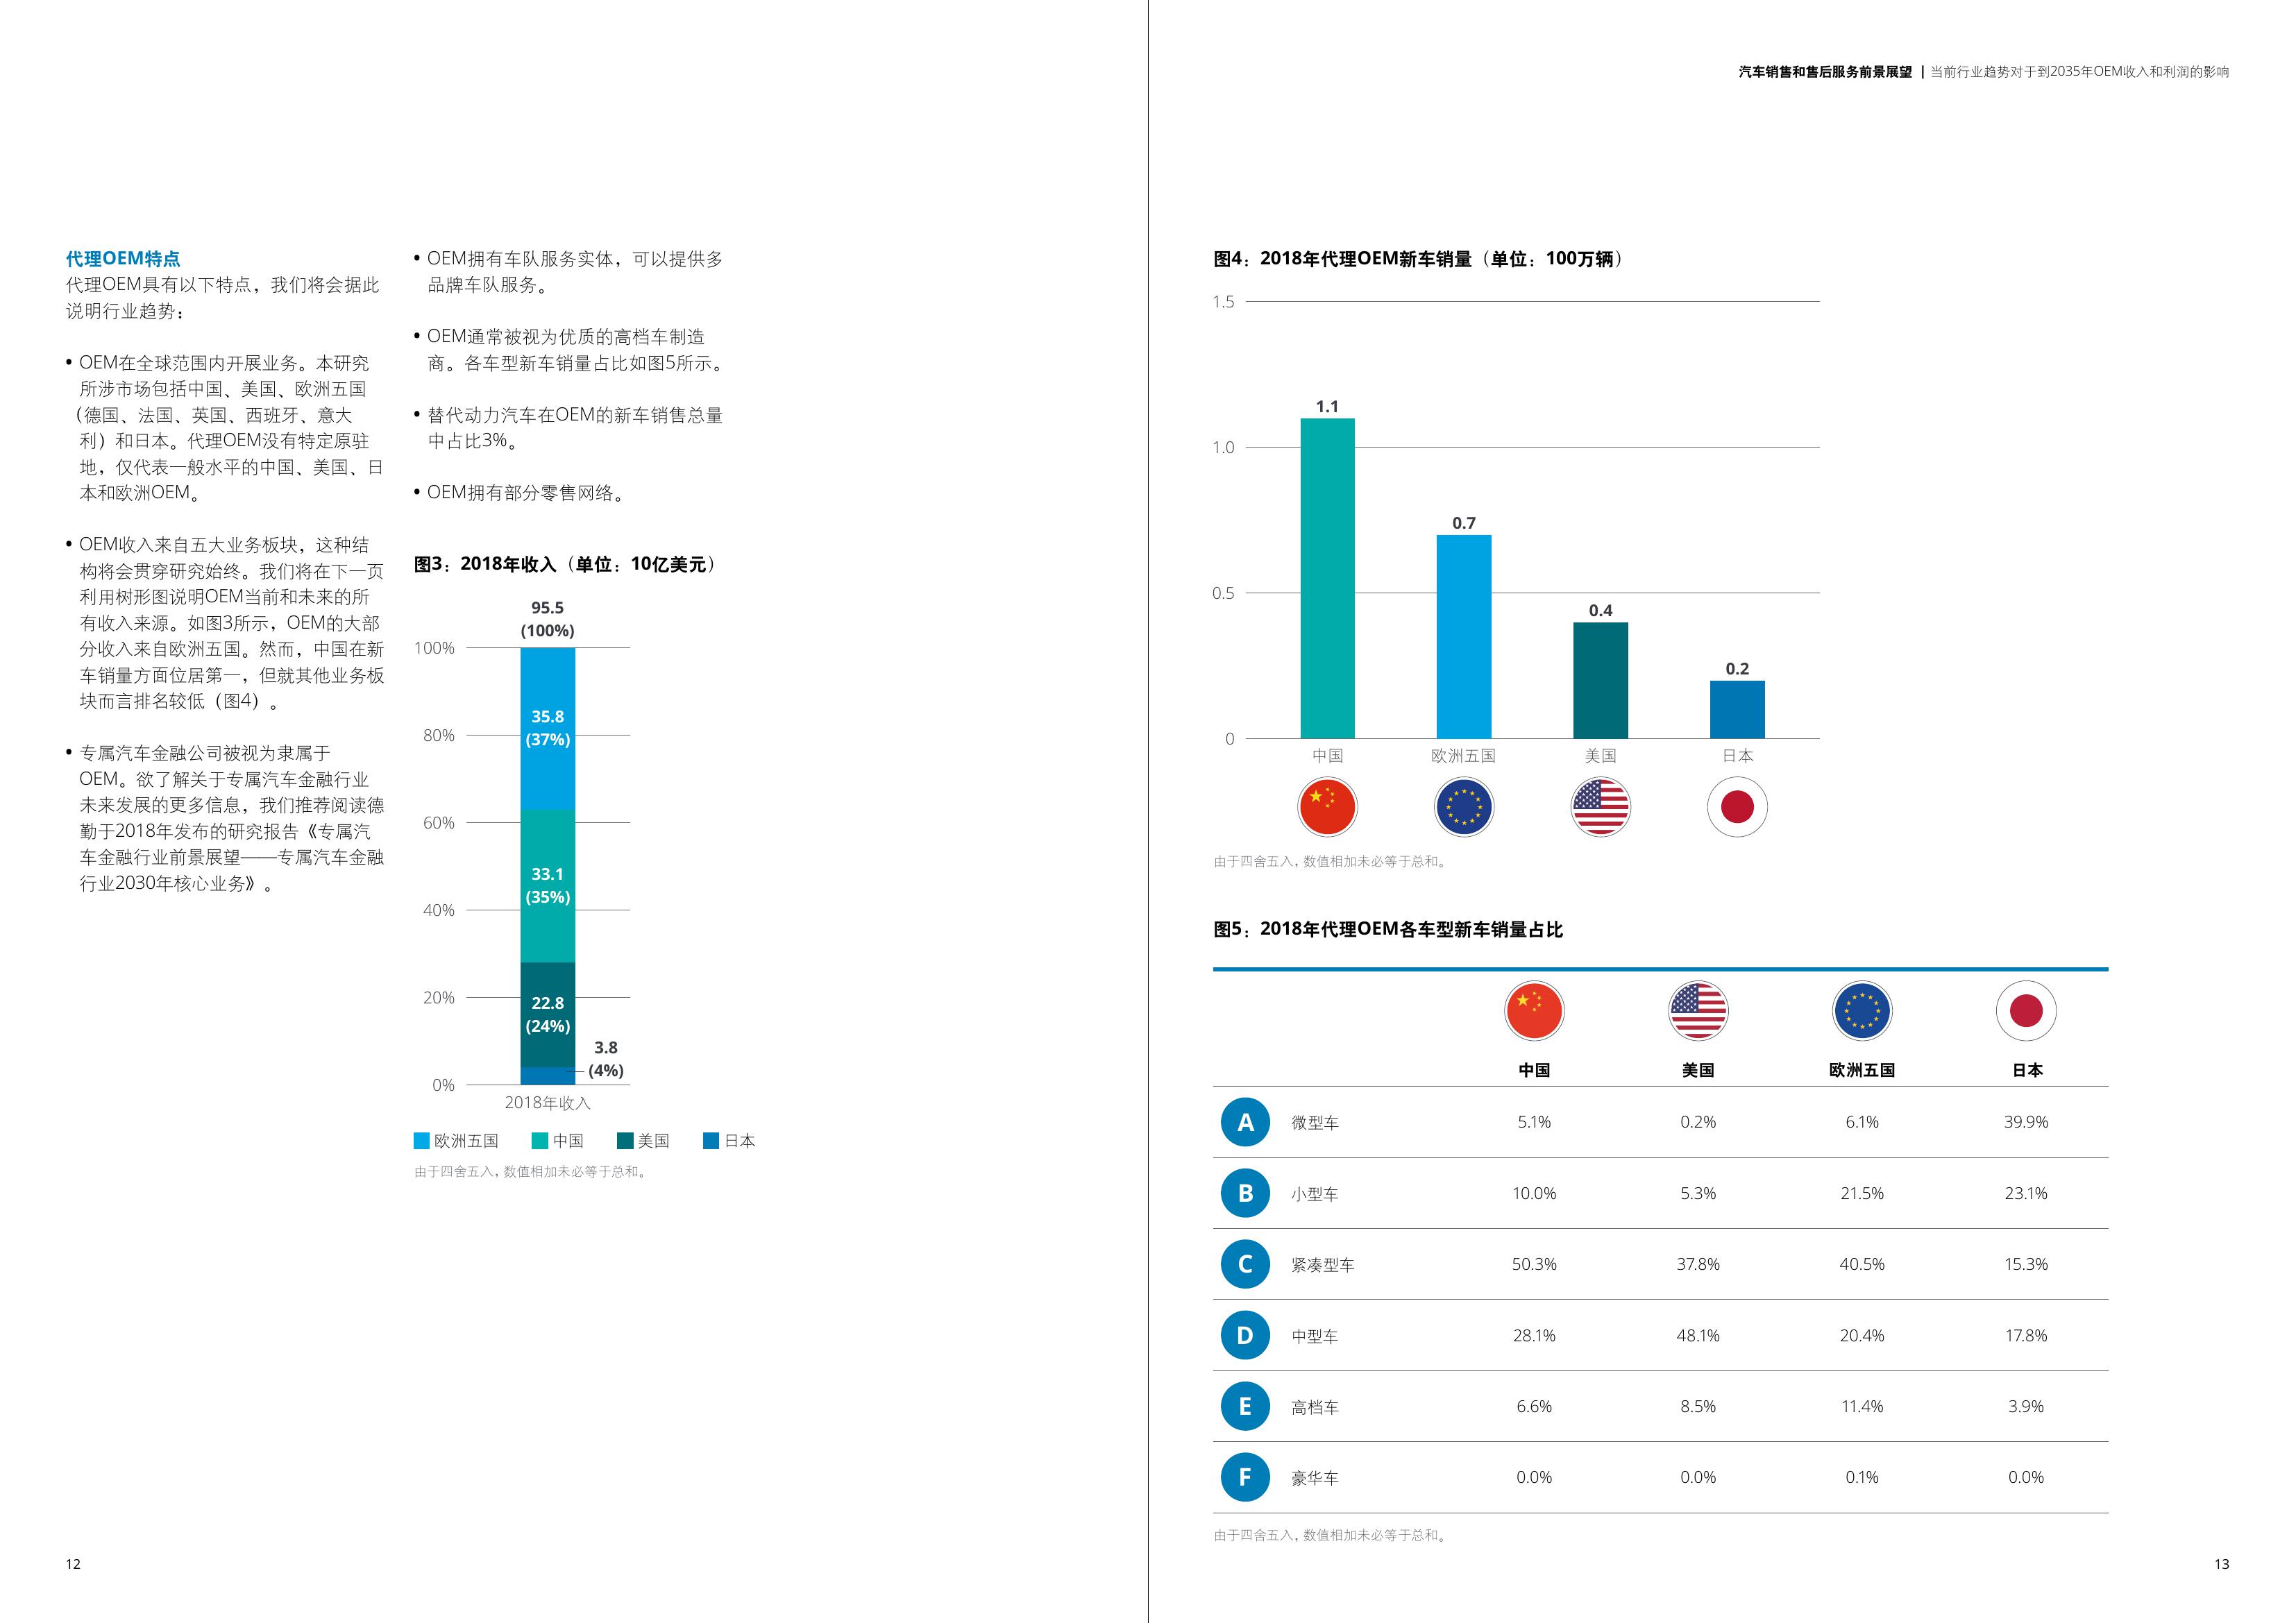 汽车销售和售后服务前景展望 | 当前行业趋势对于到2035年OEM收入和利润的影响
代理OEM特点
代理OEM具有以下特点，我们将会据此
说明行业趋势：
• OEM在全球范围内开展业务。本研究
所涉市场包括中国、美国、欧洲五国
（德国、法国、英国、西班牙、意大
利）和日本。代理OEM没有特定原驻
地，仅代表一般水平的中国、美国、日
本和欧洲OEM。
• OEM收入来自五大业务板块，这种结
构将会贯穿研究始终。我们将在下一页
利用树形图说明OEM当前和未来的所
有收入来源。如图3所示，OEM的大部
分收入来自欧洲五国。然而，中国在新
车销量方面位居第一，但就其他业务板
块而言排名较低（图4）。
• 专属汽车金融公司被视为隶属于
OEM。欲了解关于专属汽车金融行业
未来发展的更多信息，我们推荐阅读德
勤于2018年发布的研究报告《专属汽
车金融行业前景展望——专属汽车金融
行业2030年核心业务》。
• OEM拥有车队服务实体，可以提供多
品牌车队服务。
• OEM通常被视为优质的高档车制造
商。各车型新车销量占比如图5所示。
• 替代动力汽车在OEM的新车销售总量
中占比3%。
• OEM拥有部分零售网络。
图3：2018年收入（单位：10亿美元）
95.5
(100%)
100%
35.8
80% (37%)
60%
33.1
(35%)
40%
20% 22.8
(24%)
3.8
(4%)
0%
2018年收入
欧洲五国 中国 美国 日本
由于四舍五入，数值相加未必等于总和。
12
图4：2018年代理OEM新车销量（单位：100万辆）
1.5
1.1
1.0
0.7
0.5
0.4
0.2
0
中国 欧洲五国 美国 日本
由于四舍五入，数值相加未必等于总和。
图5：2018年代理OEM各车型新车销量占比
中国 美国 欧洲五国 日本
A 微型车 5.1% 0.2% 6.1% 39.9%
B 小型车 10.0% 5.3% 21.5% 23.1%
C 紧凑型车 50.3% 37.8% 40.5% 15.3%
D 中型车 28.1% 48.1% 20.4% 17.8%
E 高档车 6.6% 8.5% 11.4% 3.9%
F 豪华车 0.0% 0.0% 0.1% 0.0%
由于四舍五入，数值相加未必等于总和。
13